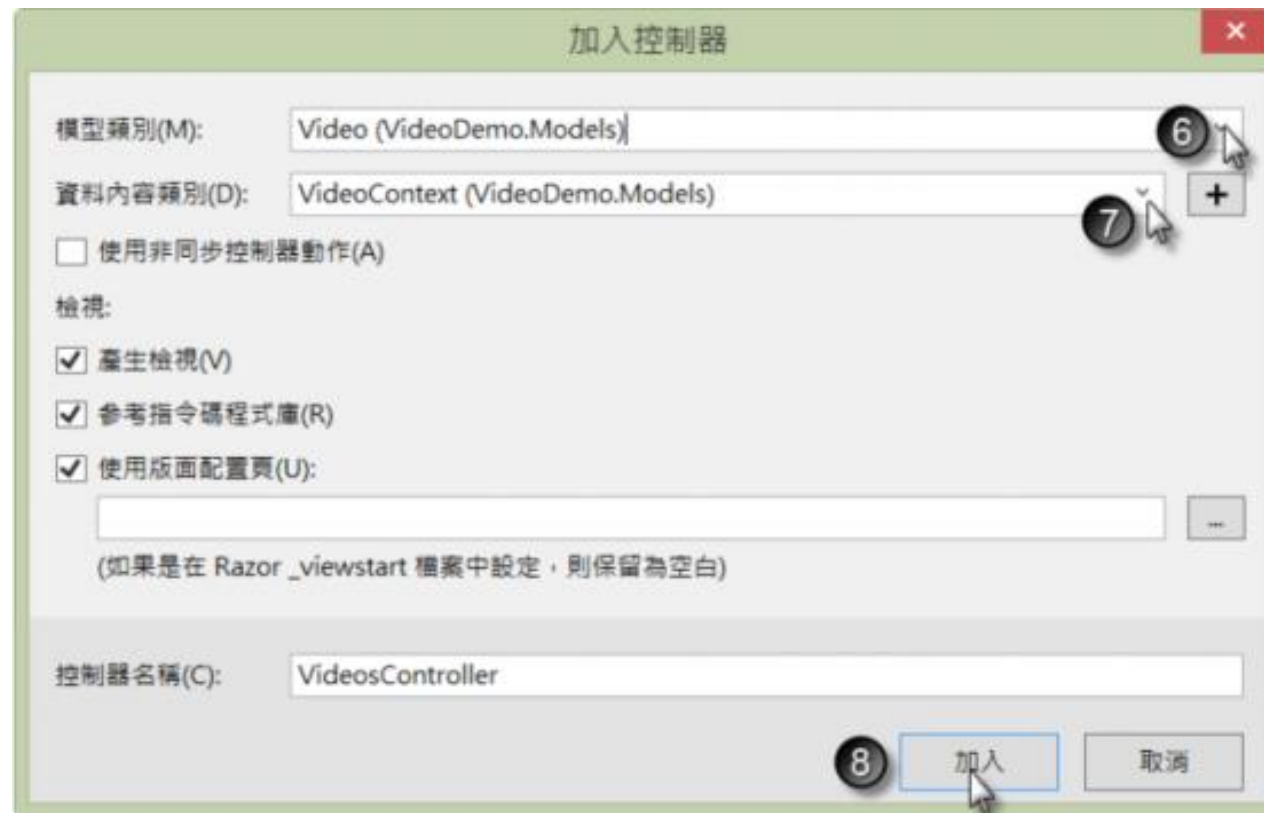 加入控制器
模型類別(M): Video (VideoDemo.Models) 6
資料內容類別(D): VideoContext (VideoDemo.Models) 7 +
使用非同步控制器動作(A)
檢視:
產生檢視(V)
參考指令碼程式庫(R)
使用版面配置頁(U):
...
(如果是在 Razor _viewstart 檔案中設定，則保留為空白)
控制器名稱(C): VideosController
8 加入 取消